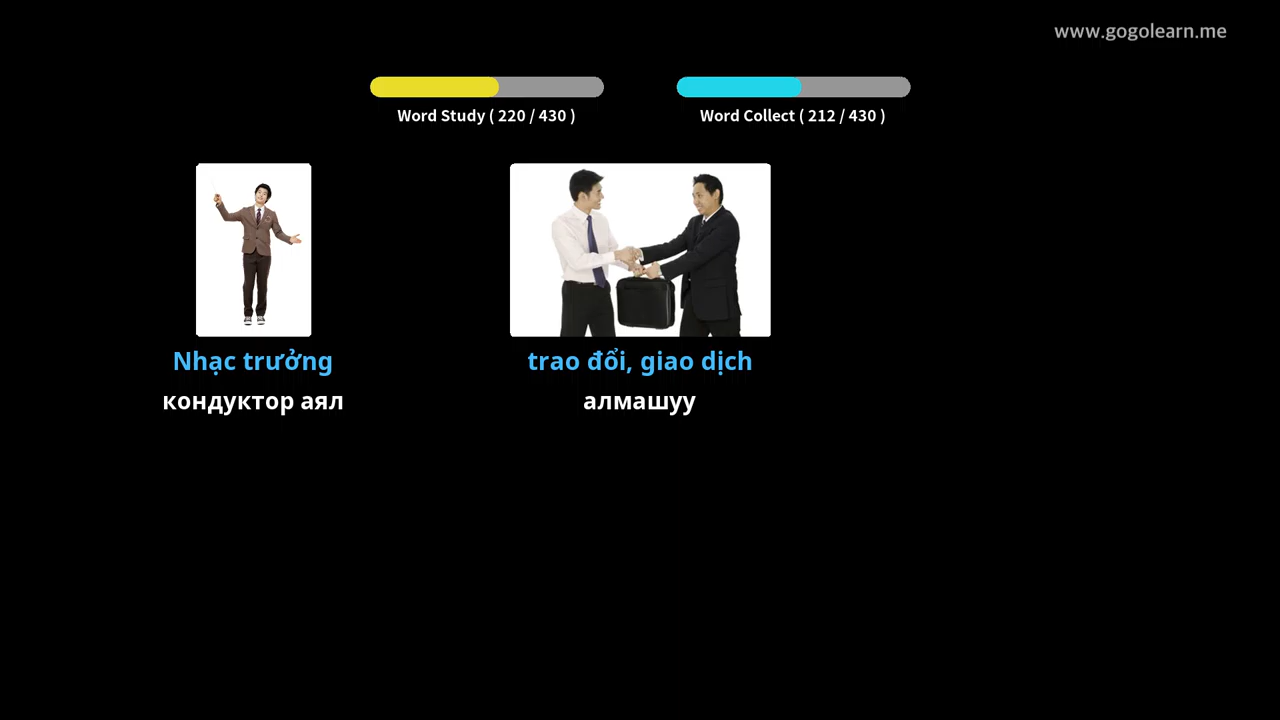 www.gogolearn.me
Word Study ( 220 / 430 )
Word Collect ( 212 / 430 )
Nhạc trưởng
кондуктор аял
trao đổi, giao dịch
алмашуу